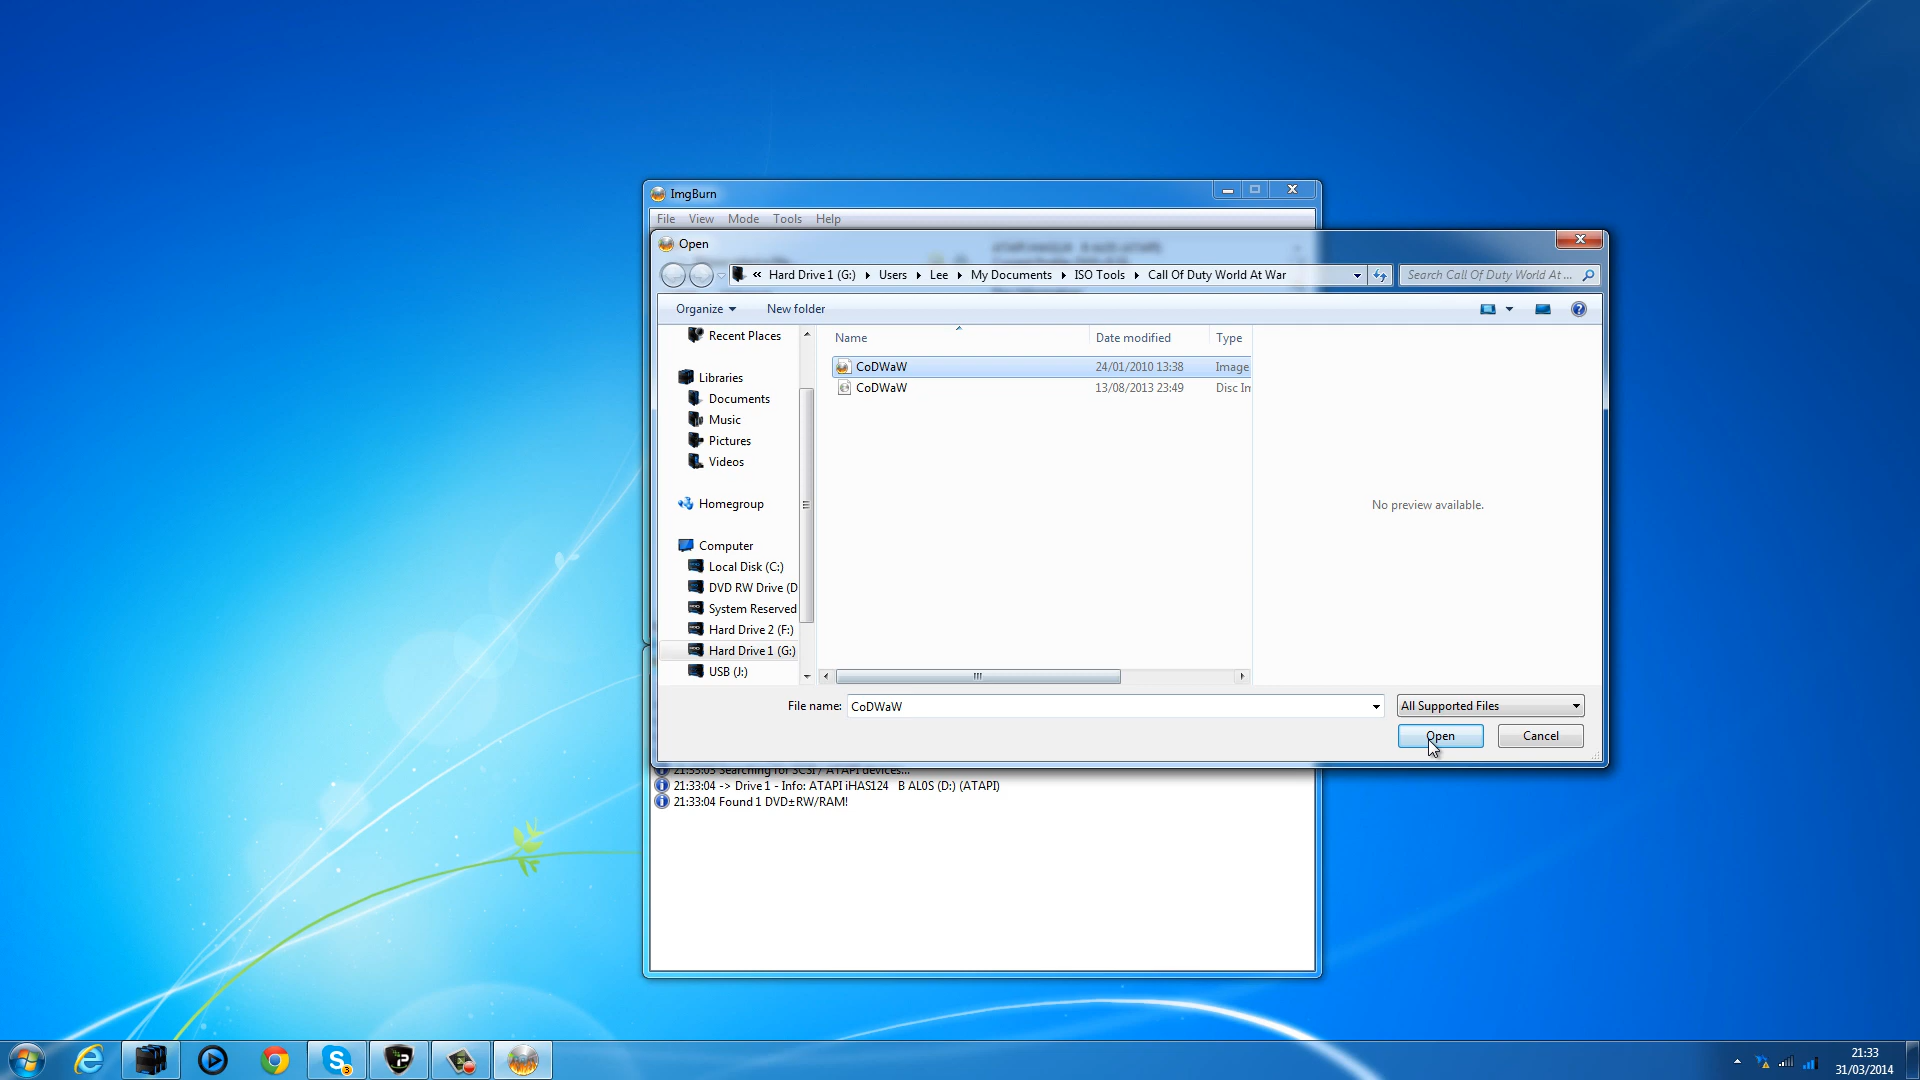 ImgBurn
File View Mode Tools Help
Open
« Hard Drive 1 (G:) Users Lee My Documents ISO Tools Call Of Duty World At War
Search Call Of Duty World At ...
Organize New folder
Name Date modified Type
Recent Places
CoDWaW 24/01/2010 13:38 Image
Libraries
CoDWaW 13/08/2013 23:49 Disc Im
Documents
Music
Pictures
Videos
Homegroup
No preview available.
Computer
Local Disk (C:)
DVD RW Drive (D
System Reserved
Hard Drive 2 (F:)
Hard Drive 1 (G:)
USB (J:)
File name: CoDWaW All Supported Files
Open Cancel
21:33:03 Searching for SCSI / ATAPI devices...
21:33:04 -> Drive 1 - Info: ATAPI iHAS124 B AL0S (D:) (ATAPI)
21:33:04 Found 1 DVD±RW/RAM!
3
21:33
31/03/2014